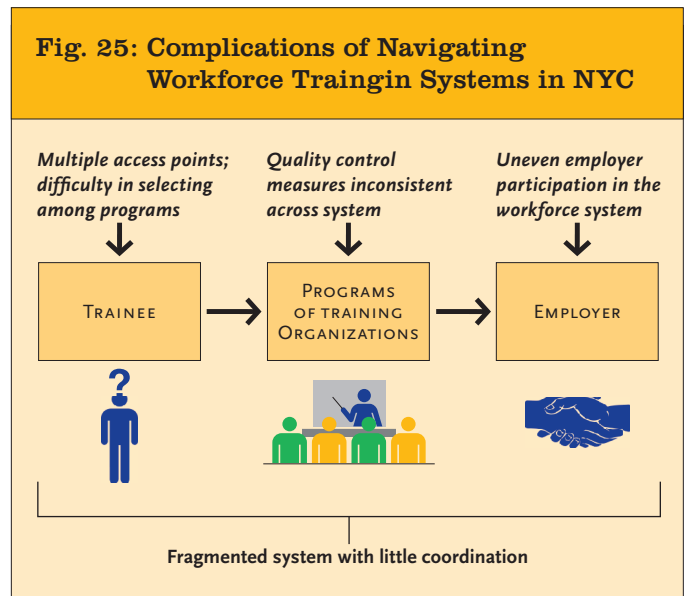 Fig. 25: Complications of Navigating
Workforce Traingin Systems in NYC
Multiple access points;
difficulty in selecting
among programs
Quality control
measures inconsistent
across system
Uneven employer
participation in the
workforce system
Trainee
Programs
of training
Organizations
Employer
?
Fragmented system with little coordination